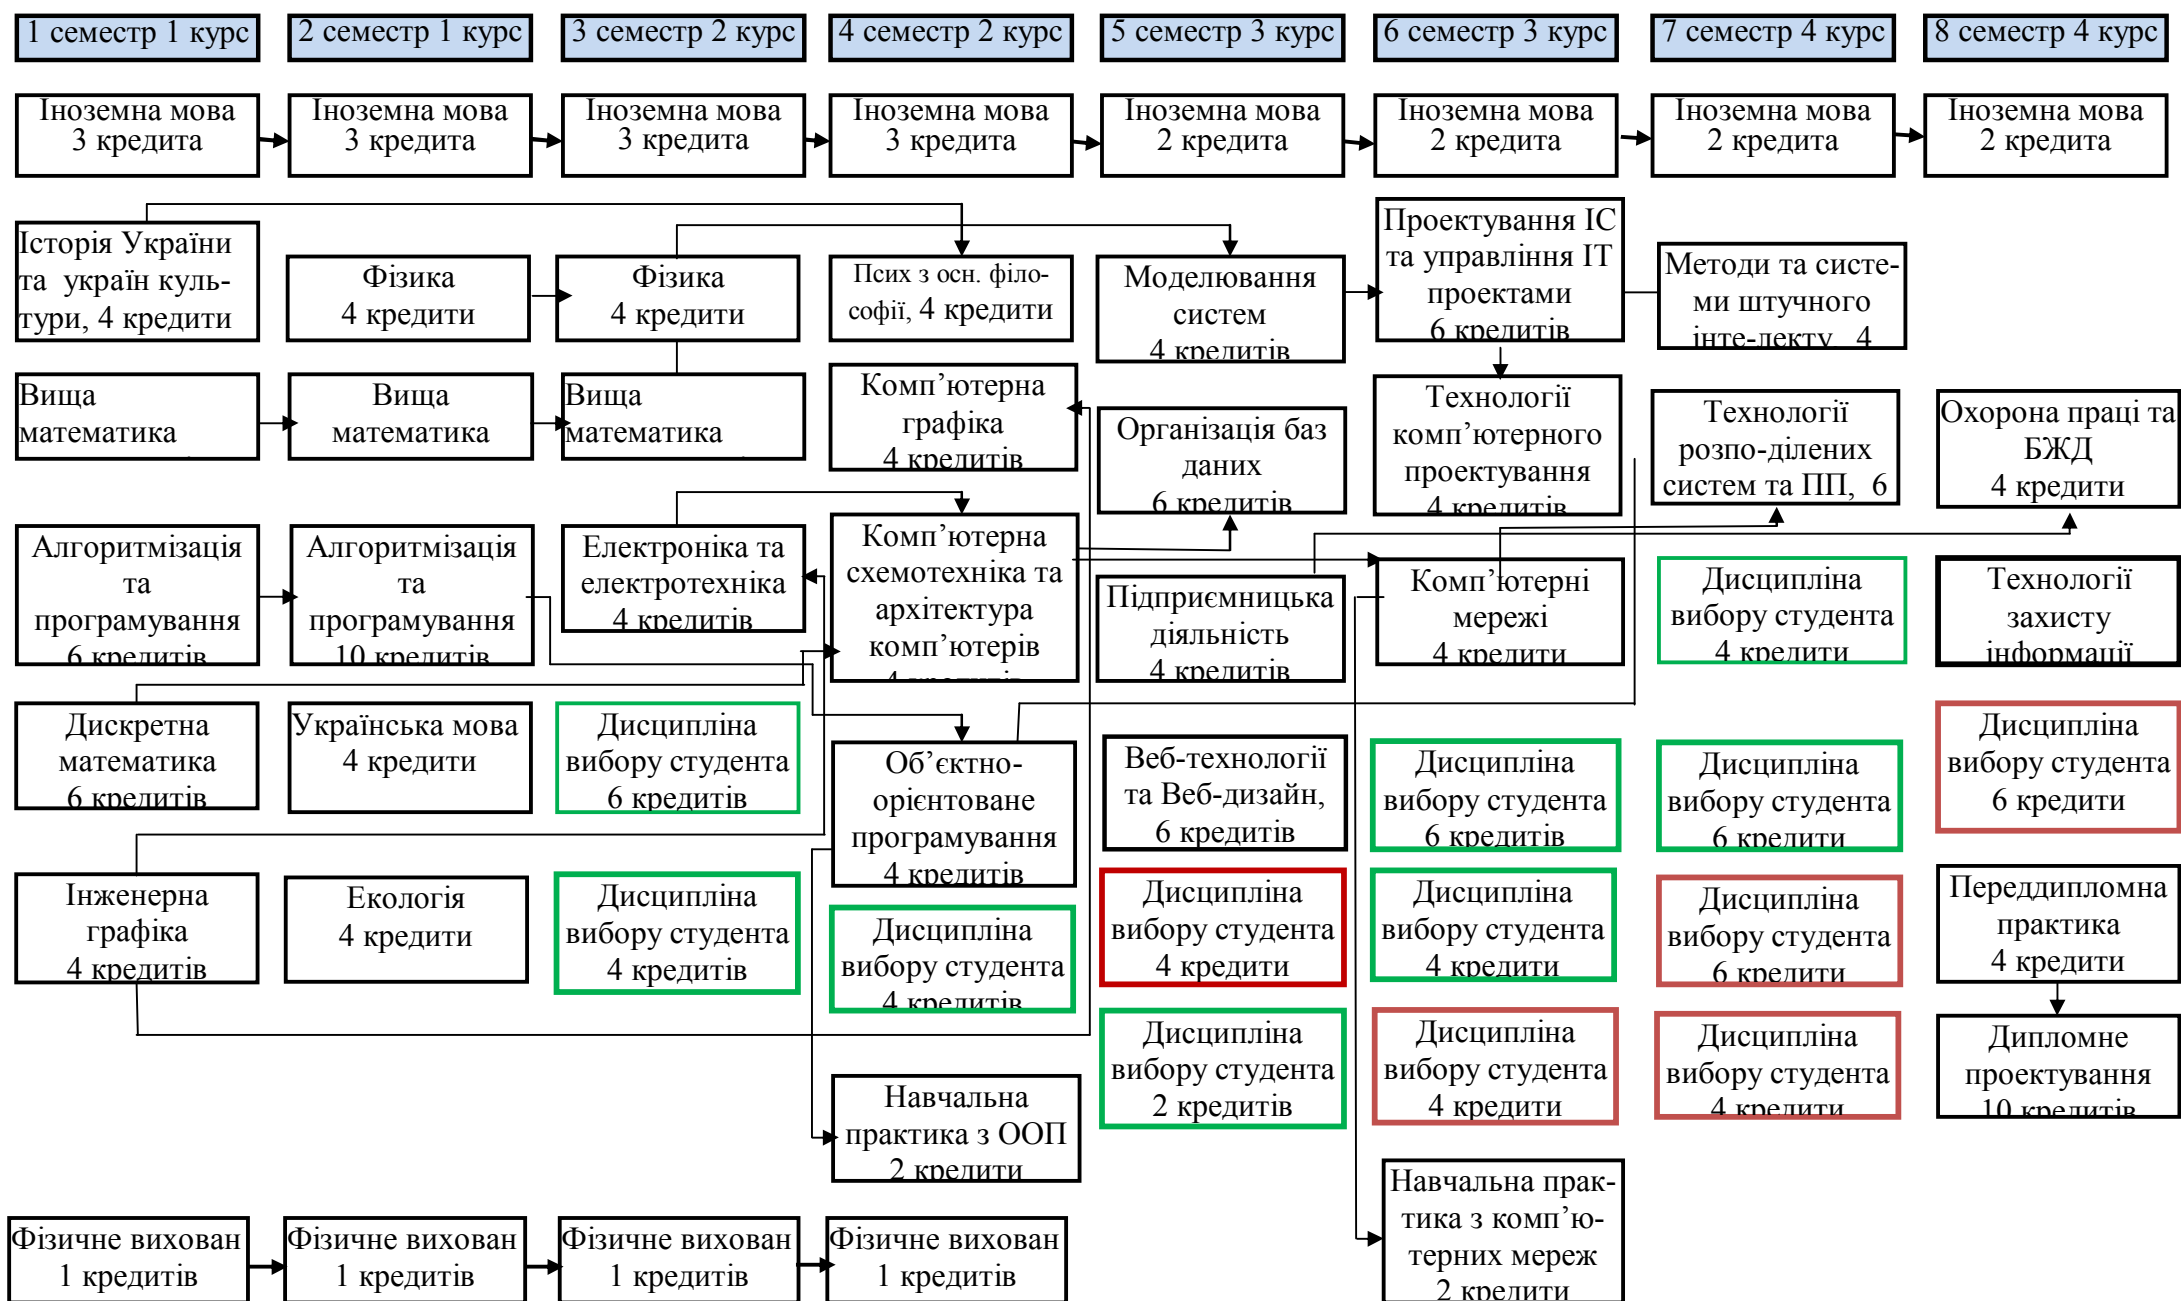 1 семестр 1 курс
2 семестр 1 курс
3 семестр 2 курс
4 семестр 2 курс
5 семестр 3 курс
6 семестр 3 курс
7 семестр 4 курс
8 семестр 4 курс
Іноземна мова
3 кредита
Іноземна мова
3 кредита
Іноземна мова
3 кредита
Іноземна мова
3 кредита
Іноземна мова
2 кредита
Іноземна мова
2 кредита
Іноземна мова
2 кредита
Іноземна мова
2 кредита
Історія України
та україн куль-
тури, 4 кредити
Фізика
4 кредити
Фізика
4 кредити
Псих з осн. філо-
софії, 4 кредити
Моделювання
систем
4 кредитів
Проектування ІС
та управління ІТ
проектами
6 кредитів
Методи та систе-
ми штучного
інте-лекту 4
Вища
математика
Вища
математика
Вища
математика
Комп’ютерна
графіка
4 кредитів
Організація баз
даних
6 кредитів
Технології
комп’ютерного
проектування
4 кредитів
Технології
розпо-ділених
систем та ПП, 6
Охорона праці та
БЖД
4 кредити
Алгоритмізація
та
програмування
6 кредитів
Алгоритмізація
та
програмування
10 кредитів
Електроніка та
електротехніка
4 кредитів
Комп’ютерна
схемотехніка та
архітектура
комп’ютерів
4 кредитів
Підприємницька
діяльність
4 кредитів
Комп’ютерні
мережі
4 кредити
Дисципліна
вибору студента
4 кредити
Технології
захисту
інформації
Дискретна
математика
6 кредитів
Українська мова
4 кредити
Дисципліна
вибору студента
6 кредитів
Об’єктно-
орієнтоване
програмування
4 кредитів
Веб-технології
та Веб-дизайн,
6 кредитів
Дисципліна
вибору студента
6 кредитів
Дисципліна
вибору студента
6 кредити
Дисципліна
вибору студента
6 кредити
Інженерна
графіка
4 кредитів
Екологія
4 кредити
Дисципліна
вибору студента
4 кредитів
Дисципліна
вибору студента
4 кредитів
Дисципліна
вибору студента
4 кредити
Дисципліна
вибору студента
4 кредити
Дисципліна
вибору студента
6 кредити
Переддипломна
практика
4 кредити
Навчальна
практика з ООП
2 кредити
Дисципліна
вибору студента
2 кредитів
Дисципліна
вибору студента
4 кредити
Дисципліна
вибору студента
4 кредити
Дипломне
проектування
10 кредитів
Фізичне вихован
1 кредитів
Фізичне вихован
1 кредитів
Фізичне вихован
1 кредитів
Фізичне вихован
1 кредитів
Навчальна прак-
тика з комп’ю-
терних мереж
2 кредити